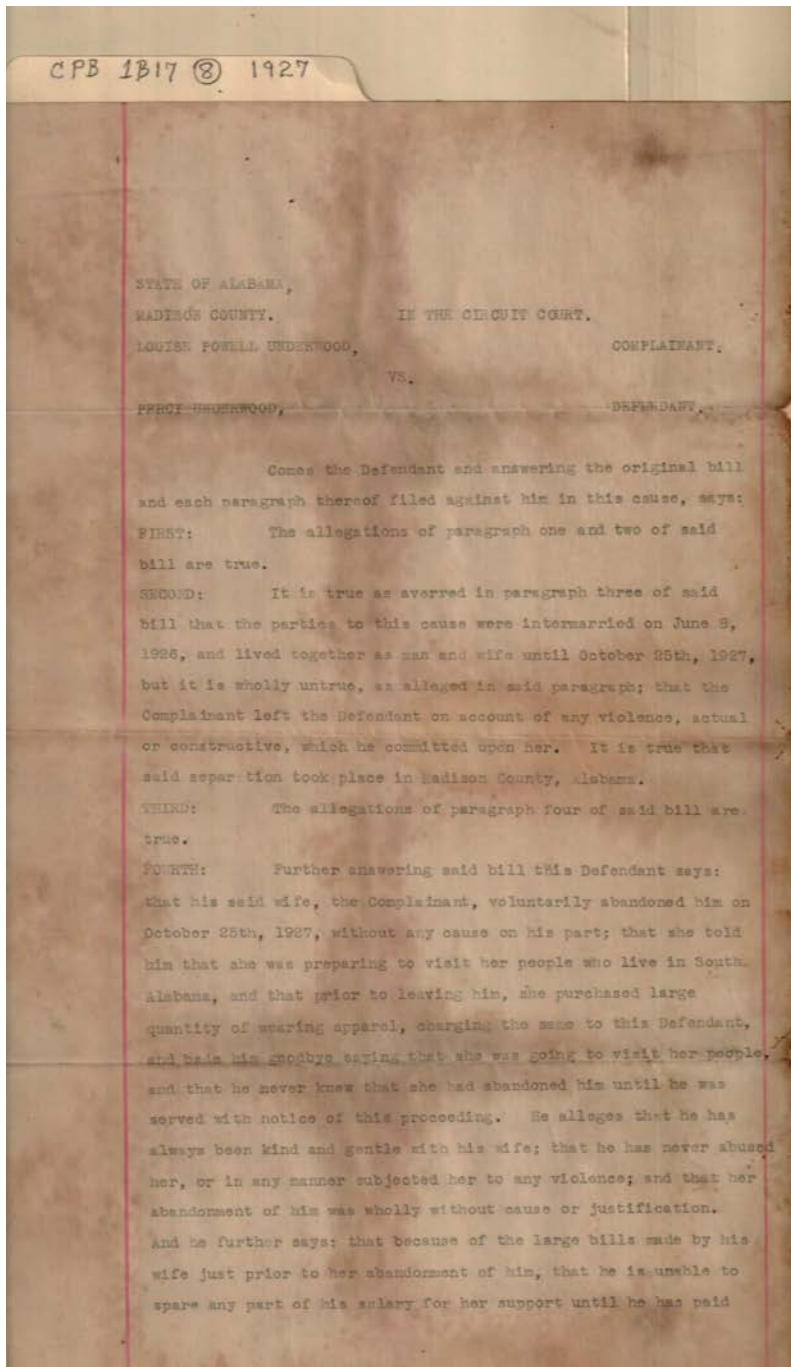 CPB 1B17 ⑧ 1927
STATE OF ALABAMA,
MADISON COUNTY. IN THE CIRCUIT COURT.
LOUISE POWELL UNDERWOOD, COMPLAINANT.
VS.
PERCY UNDERWOOD, DEFENDANT.
Comes the Defendant and answering the original bill
and each paragraph thereof filed against him in this cause, says:
FIRST: The allegations of paragraph one and two of said
bill are true.
SECOND: It is true as averred in paragraph three of said
bill that the parties to this cause were intermarried on June
1926, and lived together as man and wife until October 25th, 1927,
but it is wholly untrue, as alleged in said paragraph; that the
Complainant left the Defendant on account of any violence, actual
or constructive, which he committed upon her. It is true that
said separ tion took place in Madison County, Alabama.
THIRD: The allegations of paragraph four of said bill are
true.
FOURTH: Further answering said bill this Defendant says:
that his said wife, the Complainant, voluntarily abandoned him on
October 25th, 1927, without any cause on his part; that she told
him that she was preparing to visit her people who live in South
Alabama, and that prior to leaving him, she purchased large
quantity of wearing apparel, charging the same to this Defendant,
and bade him goodbye saying that she was going to visit her people,
and that he never knew that she had abandoned him until he was
served with notice of this proceeding. He alleges that he has
always been kind and gentle with his wife; that he has never abused
her, or in any manner subjected her to any violence; and that her
abandonment of him was wholly without cause or justification.
And he further says: that because of the large bills made by his
wife just prior to her abandonment of him, that he is unable to
spare any part of his salary for her support until he has paid